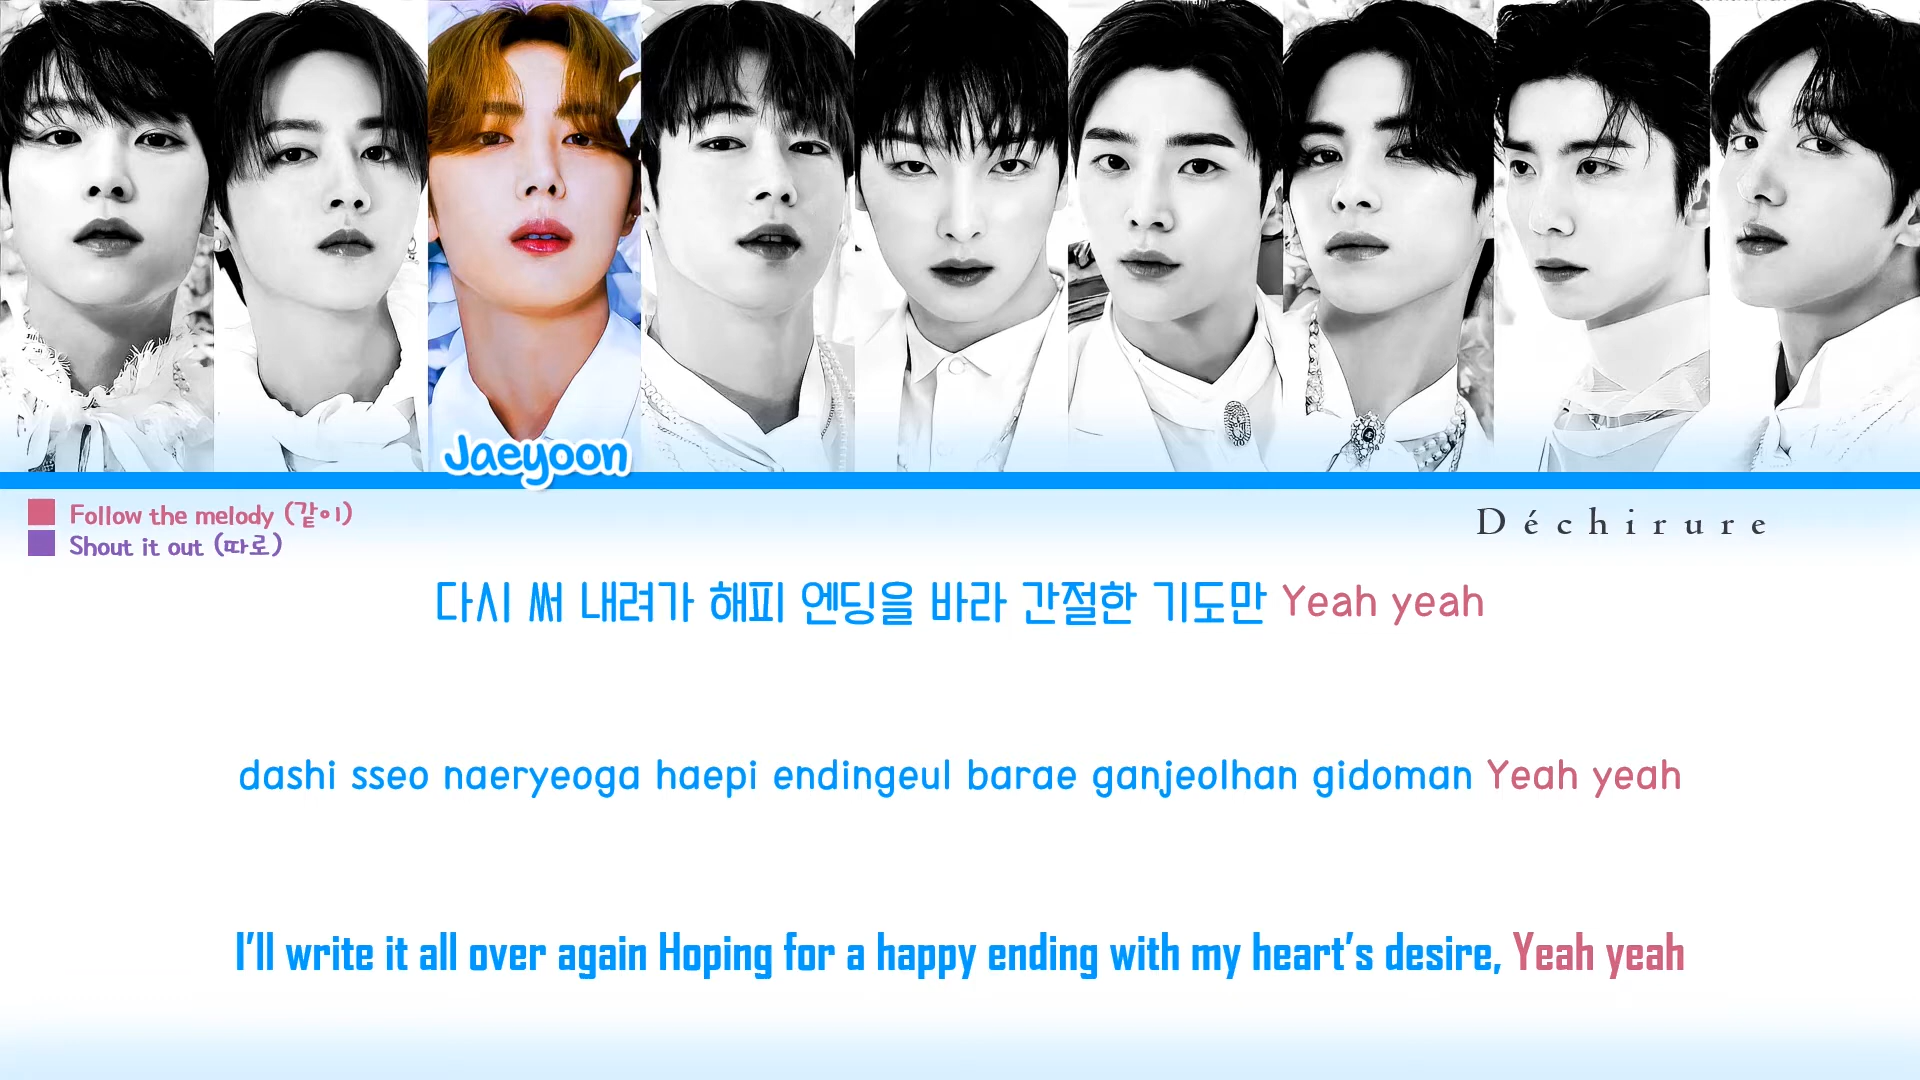 Jaeyoon
Follow the melody (같이)
Shout it out (따로)
Déchirure
다시 써 내려가 해피 엔딩을 바라 간절한 기도만 Yeah yeah
dashi sseo naeryeoga haepi endingeul barae ganjeolhan gidoman Yeah yeah
I'll write it all over again Hoping for a happy ending with my heart's desire, Yeah yeah